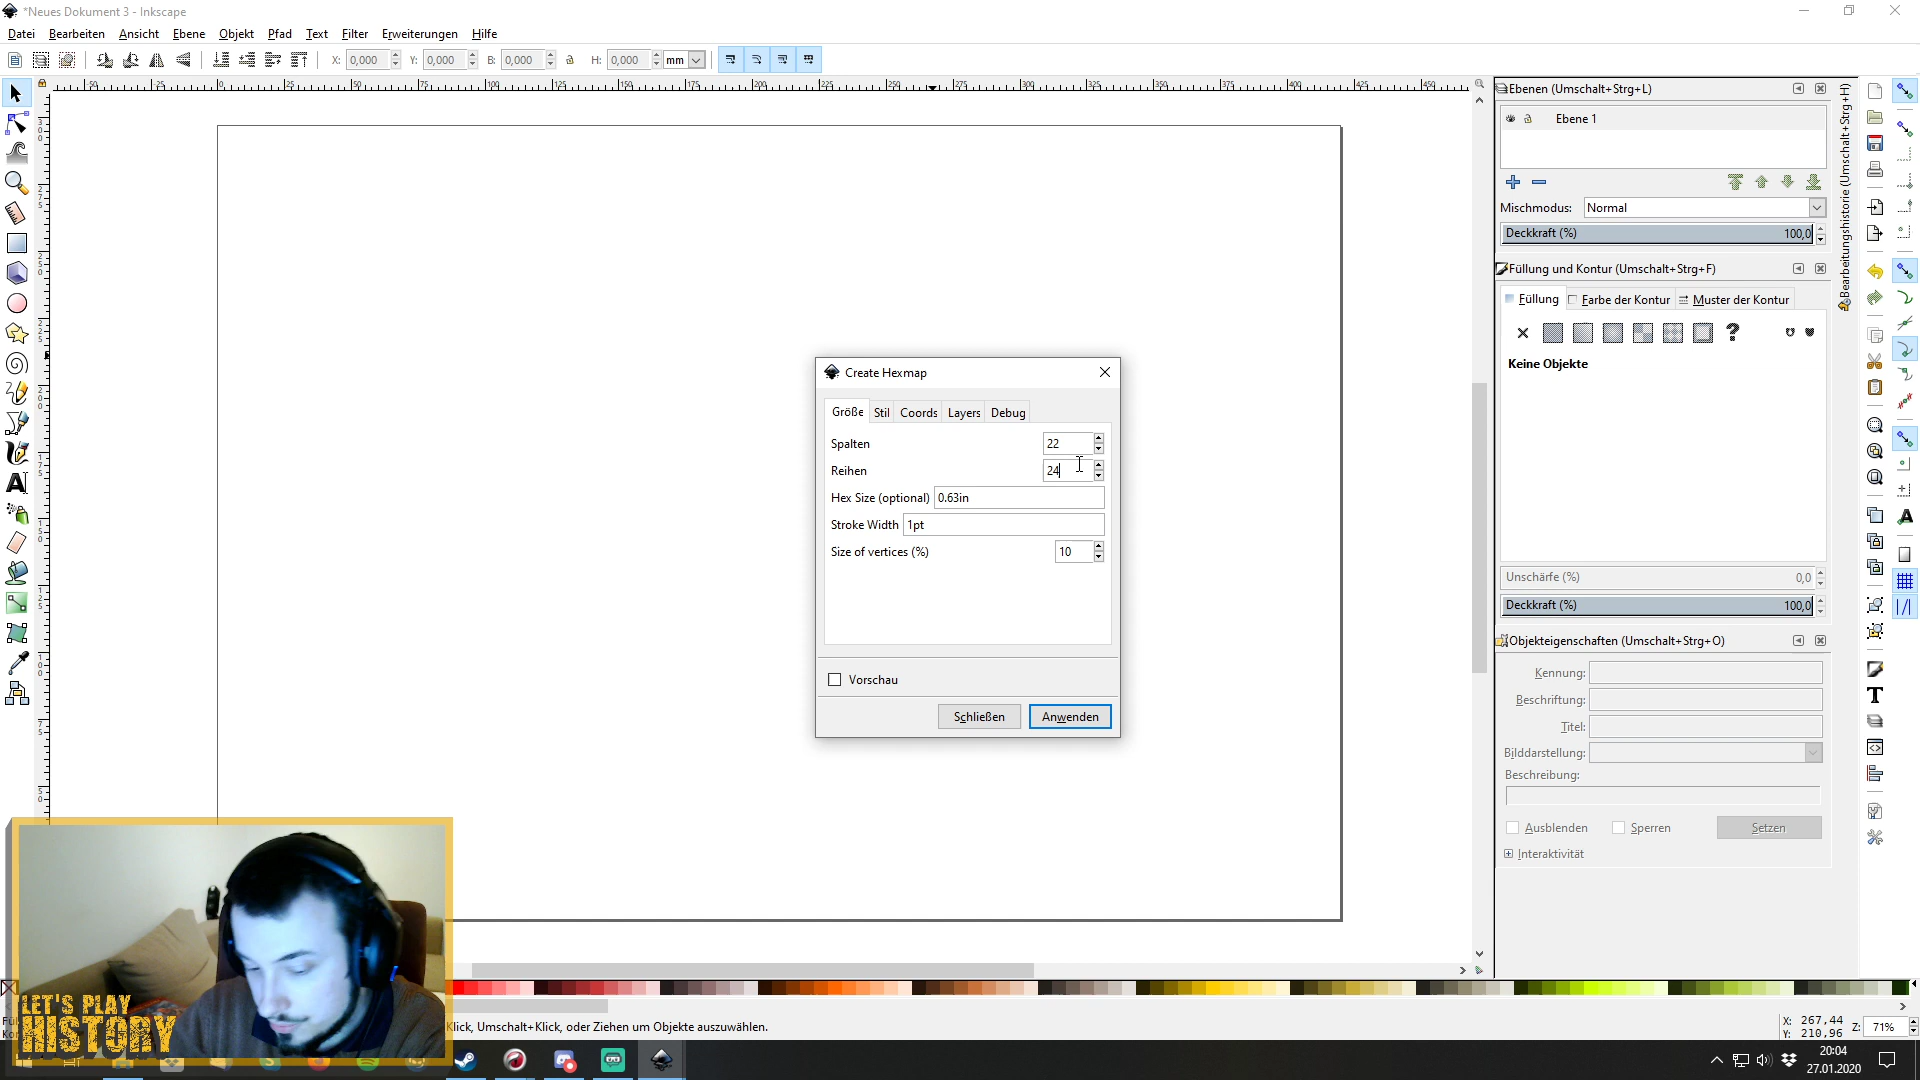 *Neues Dokument 3 - Inkscape
Datei Bearbeiten Ansicht Ebene Objekt Pfad Text Filter Erweiterungen Hilfe
X: 0,000 Y: 0,000 B: 0,000 H: 0,000 mm
Ebenen (Umschalt+Strg+L)
Ebene 1
Mischmodus: Normal
Deckkraft (%) 100,0
Bearbeitungshistorie (Umschalt+Strg+H)
Füllung und Kontur (Umschalt+Strg+F)
Füllung Farbe der Kontur Muster der Kontur
Keine Objekte
Unschärfe (%) 0,0
Deckkraft (%) 100,0
Objekteigenschaften (Umschalt+Strg+O)
Kennung:
Beschriftung:
Titel:
Bilddarstellung:
Beschreibung:
Ausblenden Sperren Setzen
Interaktivität
Create Hexmap
Größe Stil Coords Layers Debug
Spalten 22
Reihen 24
Hex Size (optional) 0.63in
Stroke Width 1pt
Size of vertices (%) 10
Vorschau
Schließen Anwenden
LET'S PLAY
HISTORY
Klick, Umschalt+Klick, oder Ziehen um Objekte auszuwählen.
X: 267,44
Y: 210,96
Z: 71%
20:04
27.01.2020